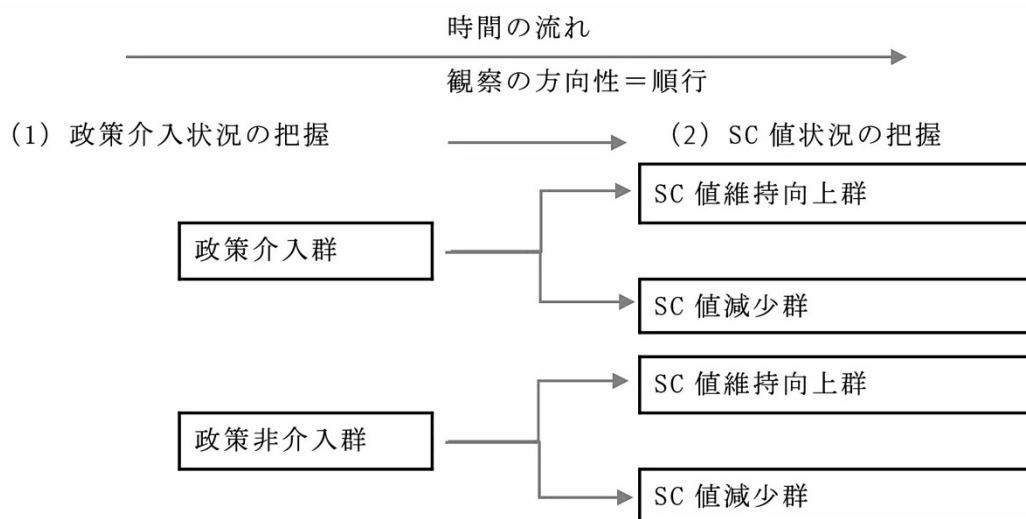 時間の流れ
観察の方向性＝順行
（1）政策介入状況の把握
（2）SC 値状況の把握
SC 値維持向上群
政策介入群
SC 値減少群
SC 値維持向上群
政策非介入群
SC 値減少群